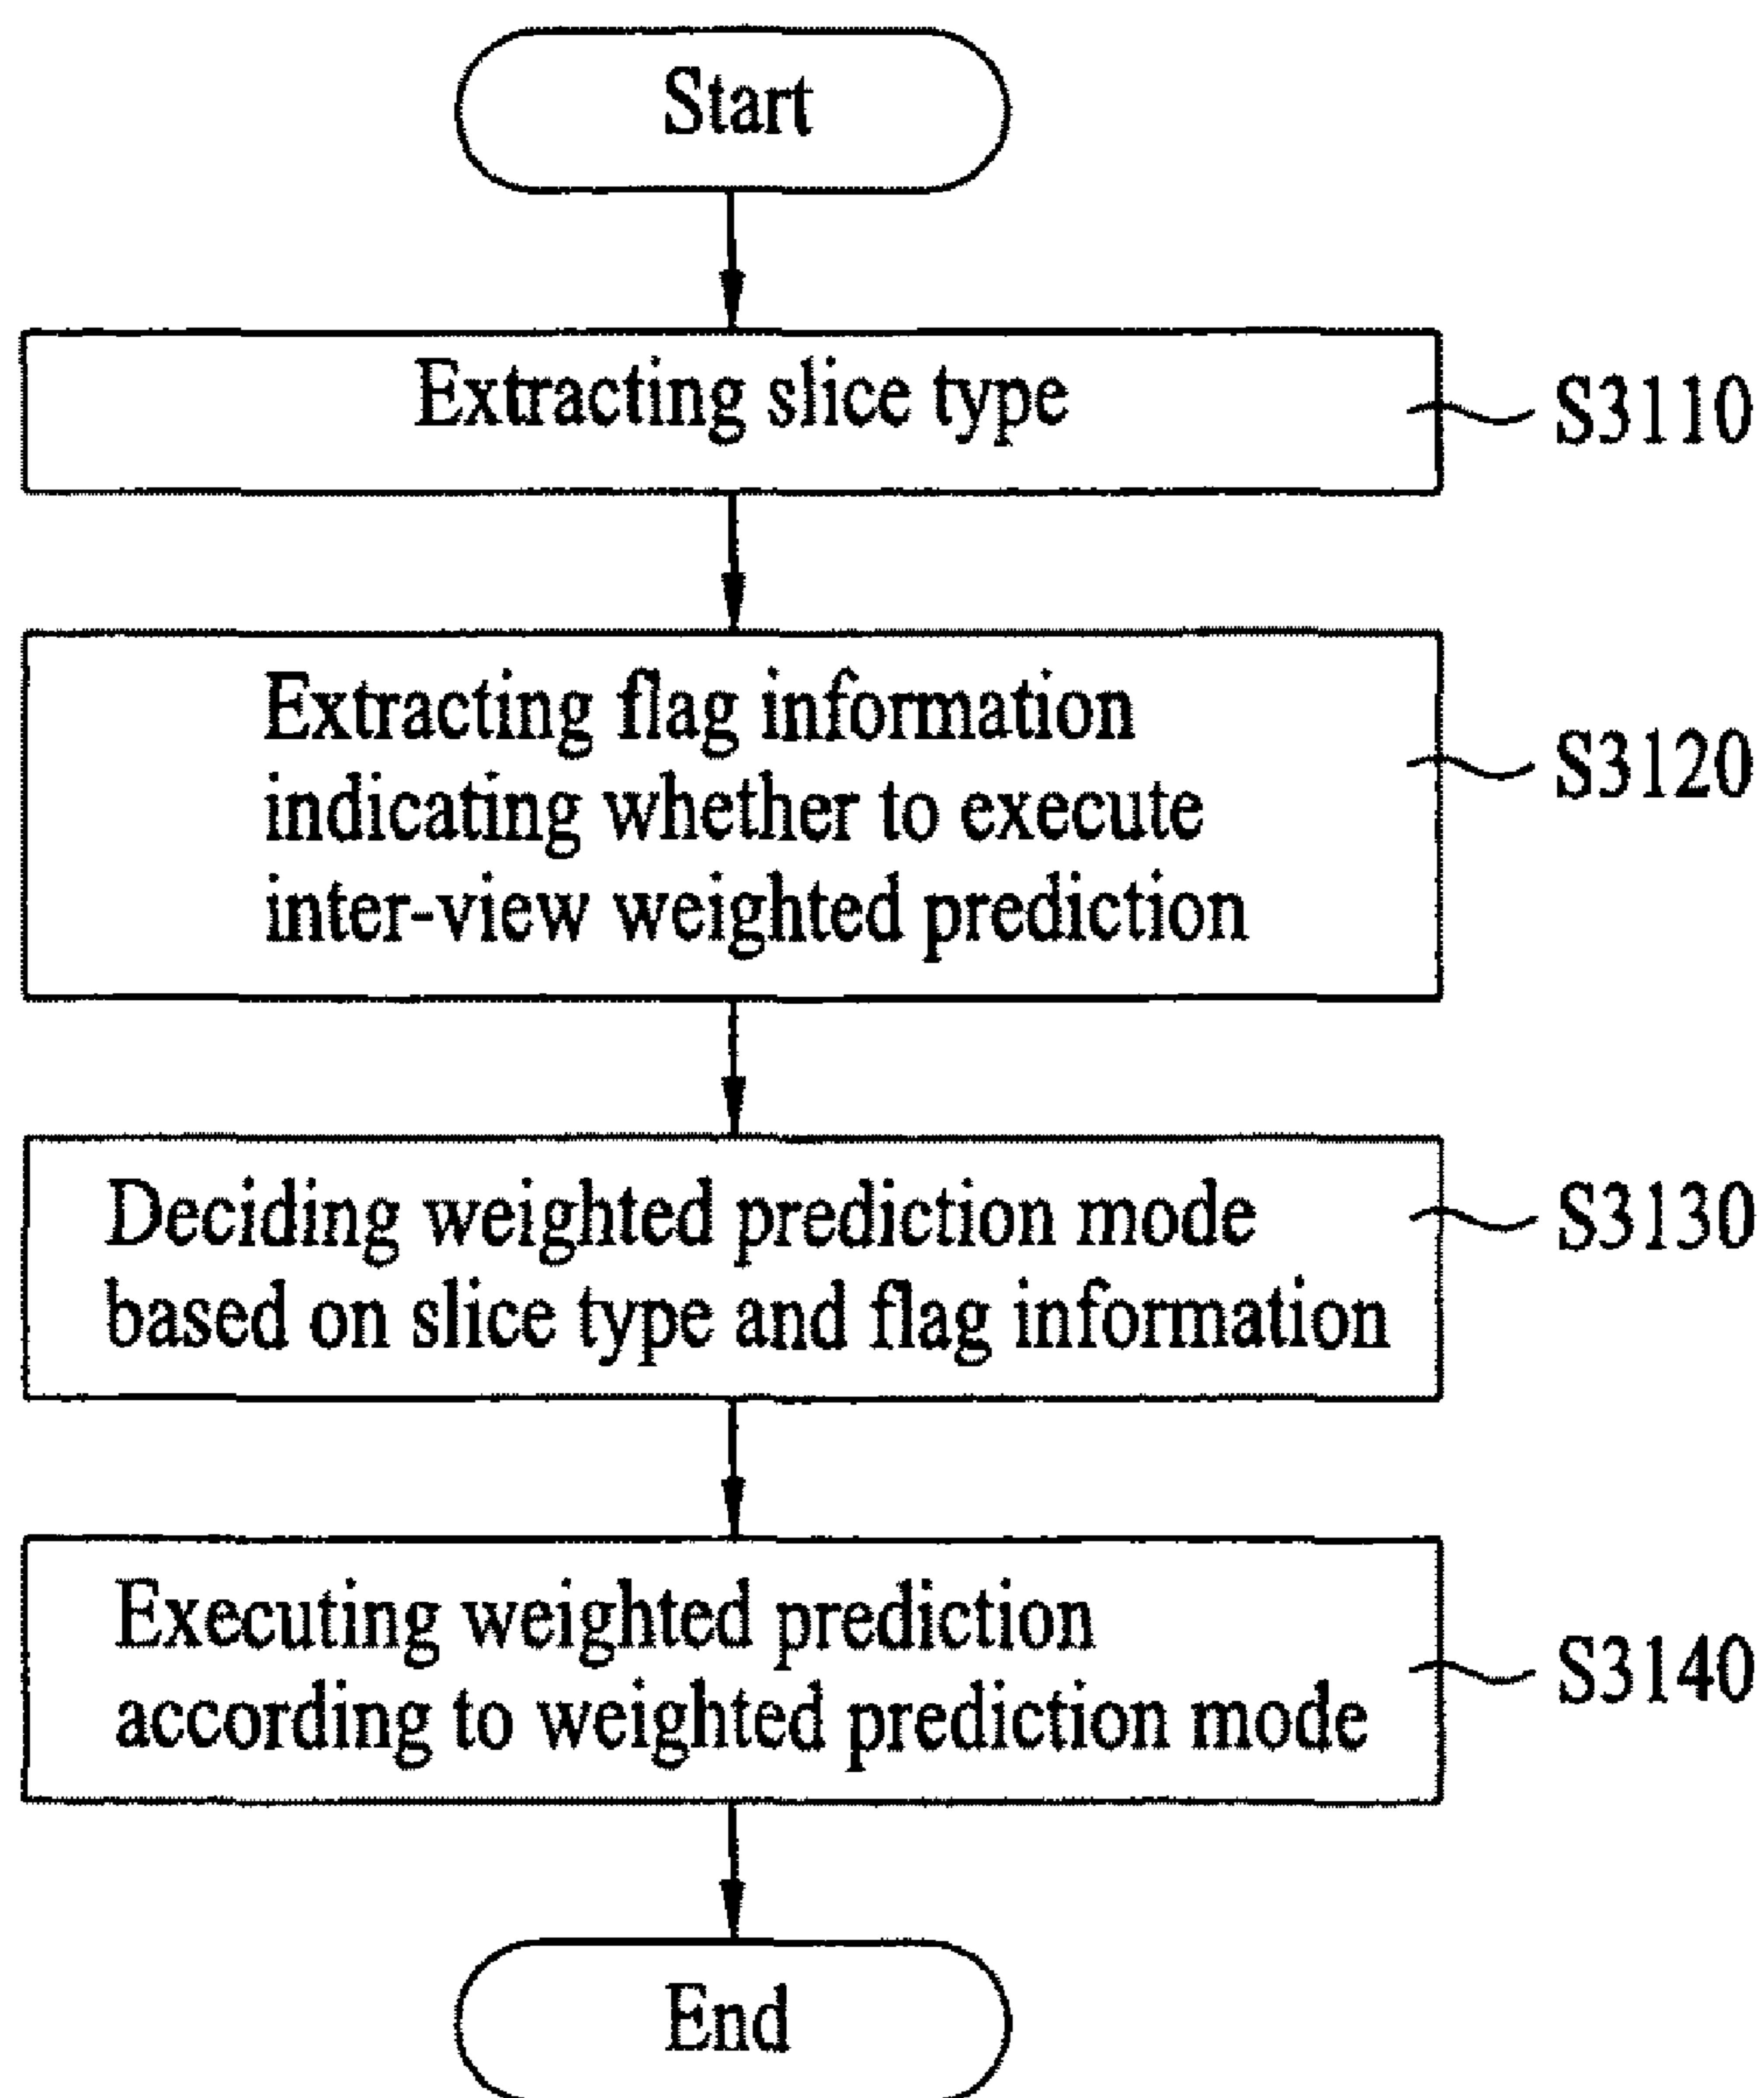 Start
Extracting slice type
S3110
Extracting flag information
indicating whether to execute
inter-view weighted prediction
S3120
Deciding weighted prediction mode
based on slice type and flag information
S3130
Executing weighted prediction
according to weighted prediction mode
S3140
End